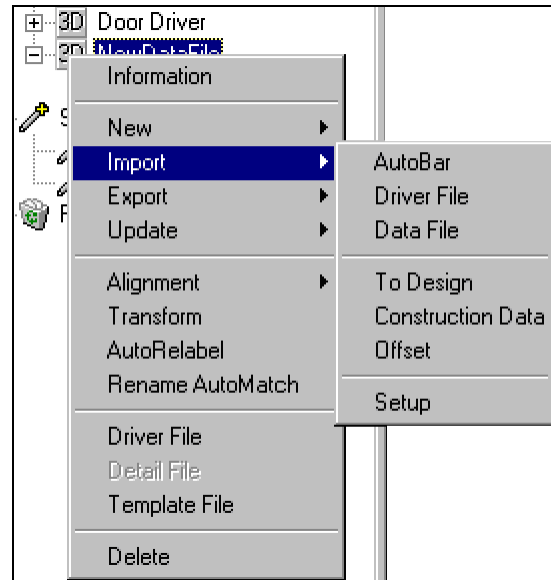 3D Door Driver
3D NewDataFile
Information
New
Import
Export
Update
Alignment
Transform
AutoRelabel
Rename AutoMatch
Driver File
Detail File
Template File
Delete
AutoBar
Driver File
Data File
To Design
Construction Data
Offset
Setup